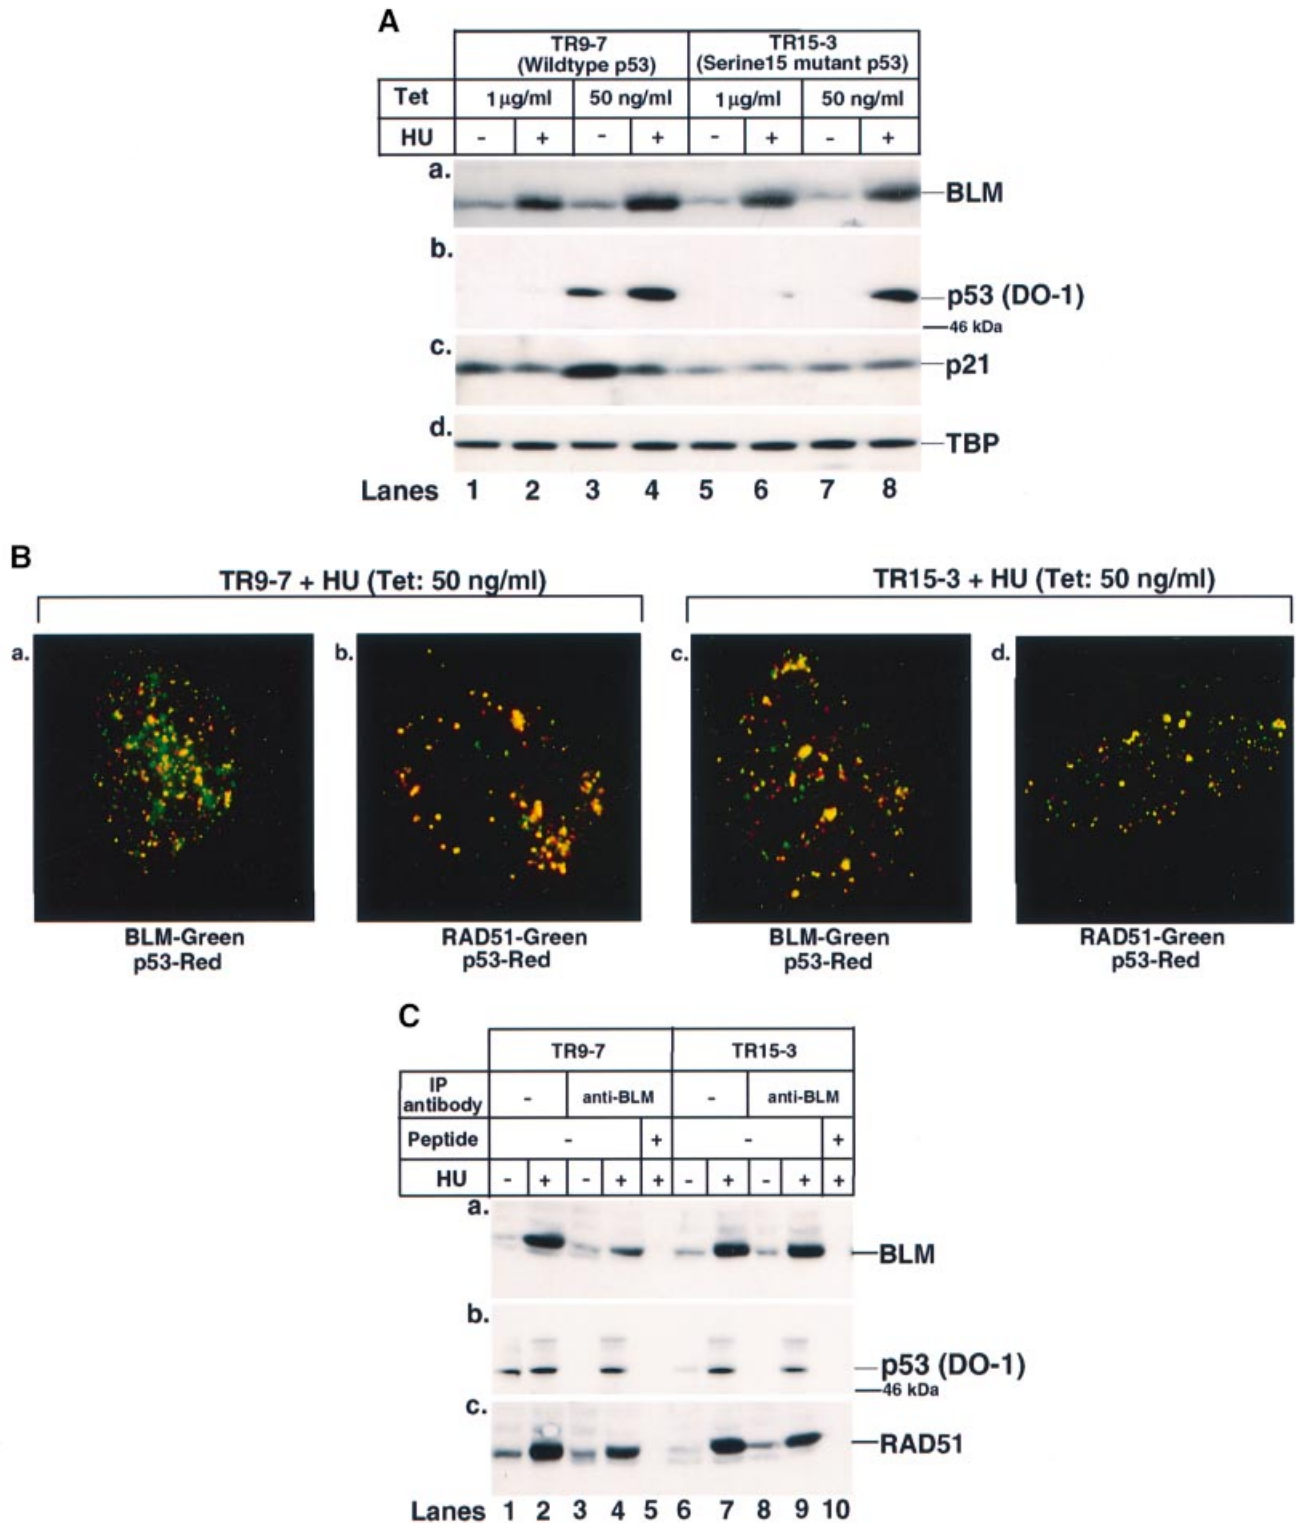 A
TR9-7
(Wildtype p53)
TR15-3
(Serine15 mutant p53)
Tet
1μg/ml
50 ng/ml
1μg/ml
50 ng/ml
HU
-
+
-
+
-
+
-
+
a.
BLM
b.
p53 (DO-1)
46 kDa
c.
p21
d.
TBP
Lanes 1 2 3 4 5 6 7 8
B
TR9-7 + HU (Tet: 50 ng/ml)
TR15-3 + HU (Tet: 50 ng/ml)
a.
b.
c.
d.
BLM-Green
p53-Red
RAD51-Green
p53-Red
BLM-Green
p53-Red
RAD51-Green
p53-Red
C
TR9-7
TR15-3
IP
antibody
-
anti-BLM
-
anti-BLM
Peptide
-
+
-
+
HU
-
+
-
+
+
-
+
-
+
+
a.
BLM
b.
p53 (DO-1)
46 kDa
c.
RAD51
Lanes 1 2 3 4 5 6 7 8 9 10